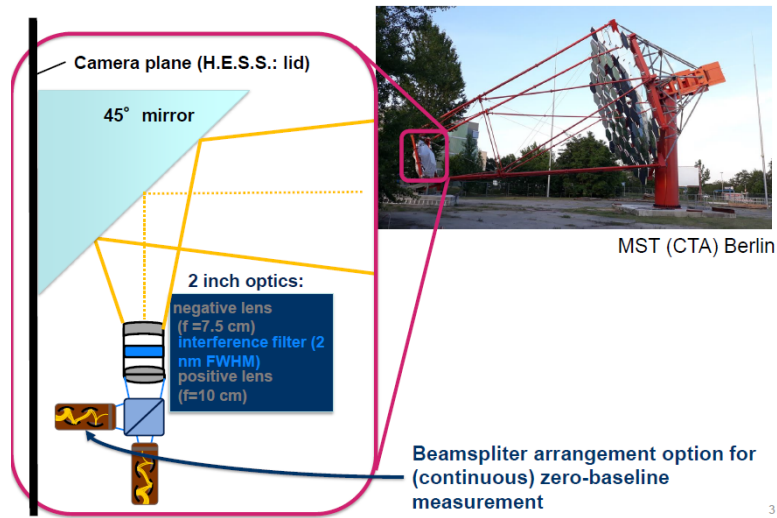 Camera plane (H.E.S.S.: lid)
45° mirror
MST (CTA) Berlin
2 inch optics:
negative lens
(f =7.5 cm)
interference filter (2
nm FWHM)
positive lens
(f=10 cm)
Beamspliter arrangement option for
(continuous) zero-baseline
measurement
3